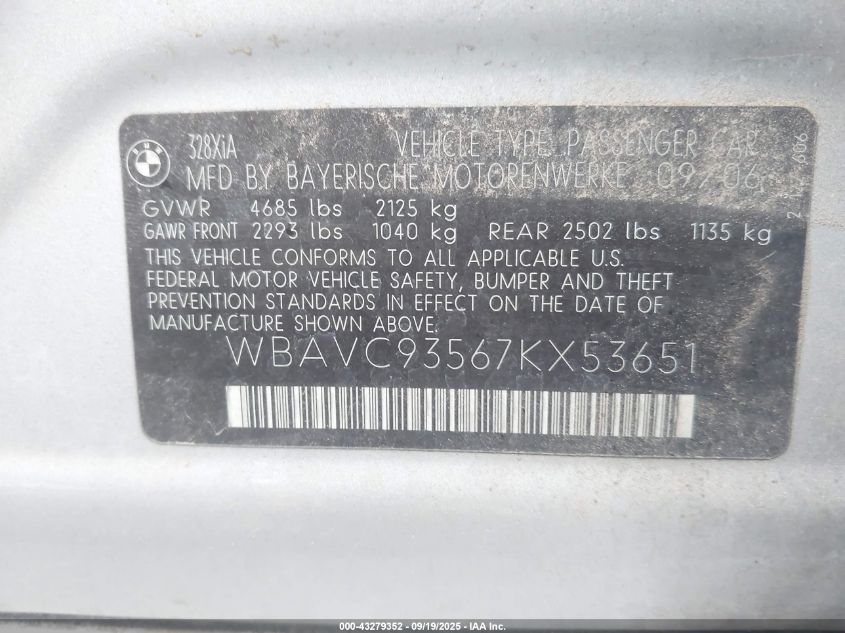 BMW
328XiA VEHICLE TYPE PASSENGER CAR
MFD BY BAYERISCHE MOTORENWERKE 09/06
GVWR 4685 lbs 2125 kg
GAWR FRONT 2293 lbs 1040 kg REAR 2502 lbs 1135 kg
THIS VEHICLE CONFORMS TO ALL APPLICABLE U.S.
FEDERAL MOTOR VEHICLE SAFETY, BUMPER AND THEFT
PREVENTION STANDARDS IN EFFECT ON THE DATE OF
MANUFACTURE SHOWN ABOVE.
WBAVC93567KX53651
000-43279352 - 09/19/2025 - IAA Inc.